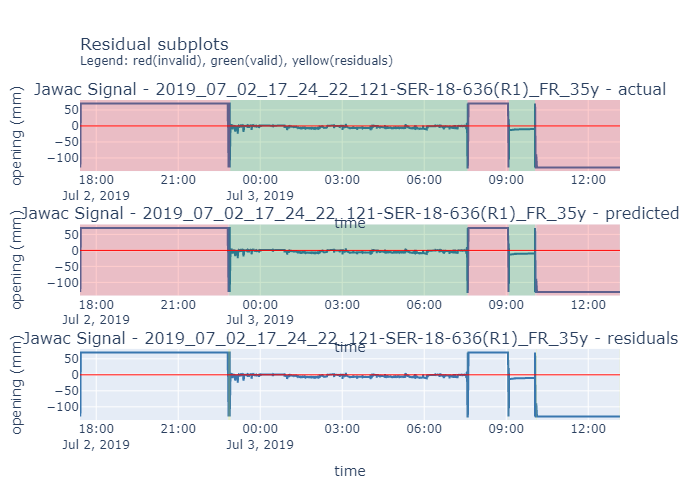 Residual subplots
Legend: red(invalid), green(valid), yellow(residuals)
Jawac Signal - 2019_07_02_17_24_22_121-SER-18-636(R1)_FR_35y - actual
opening (mm)
50
0
−50
−100
18:00 21:00 00:00 03:00 06:00 09:00 12:00
Jul 2, 2019 Jul 3, 2019
time
Jawac Signal - 2019_07_02_17_24_22_121-SER-18-636(R1)_FR_35y - predicted
opening (mm)
50
0
−50
−100
18:00 21:00 00:00 03:00 06:00 09:00 12:00
Jul 2, 2019 Jul 3, 2019
time
Jawac Signal - 2019_07_02_17_24_22_121-SER-18-636(R1)_FR_35y - residuals
opening (mm)
50
0
−50
−100
18:00 21:00 00:00 03:00 06:00 09:00 12:00
Jul 2, 2019 Jul 3, 2019
time